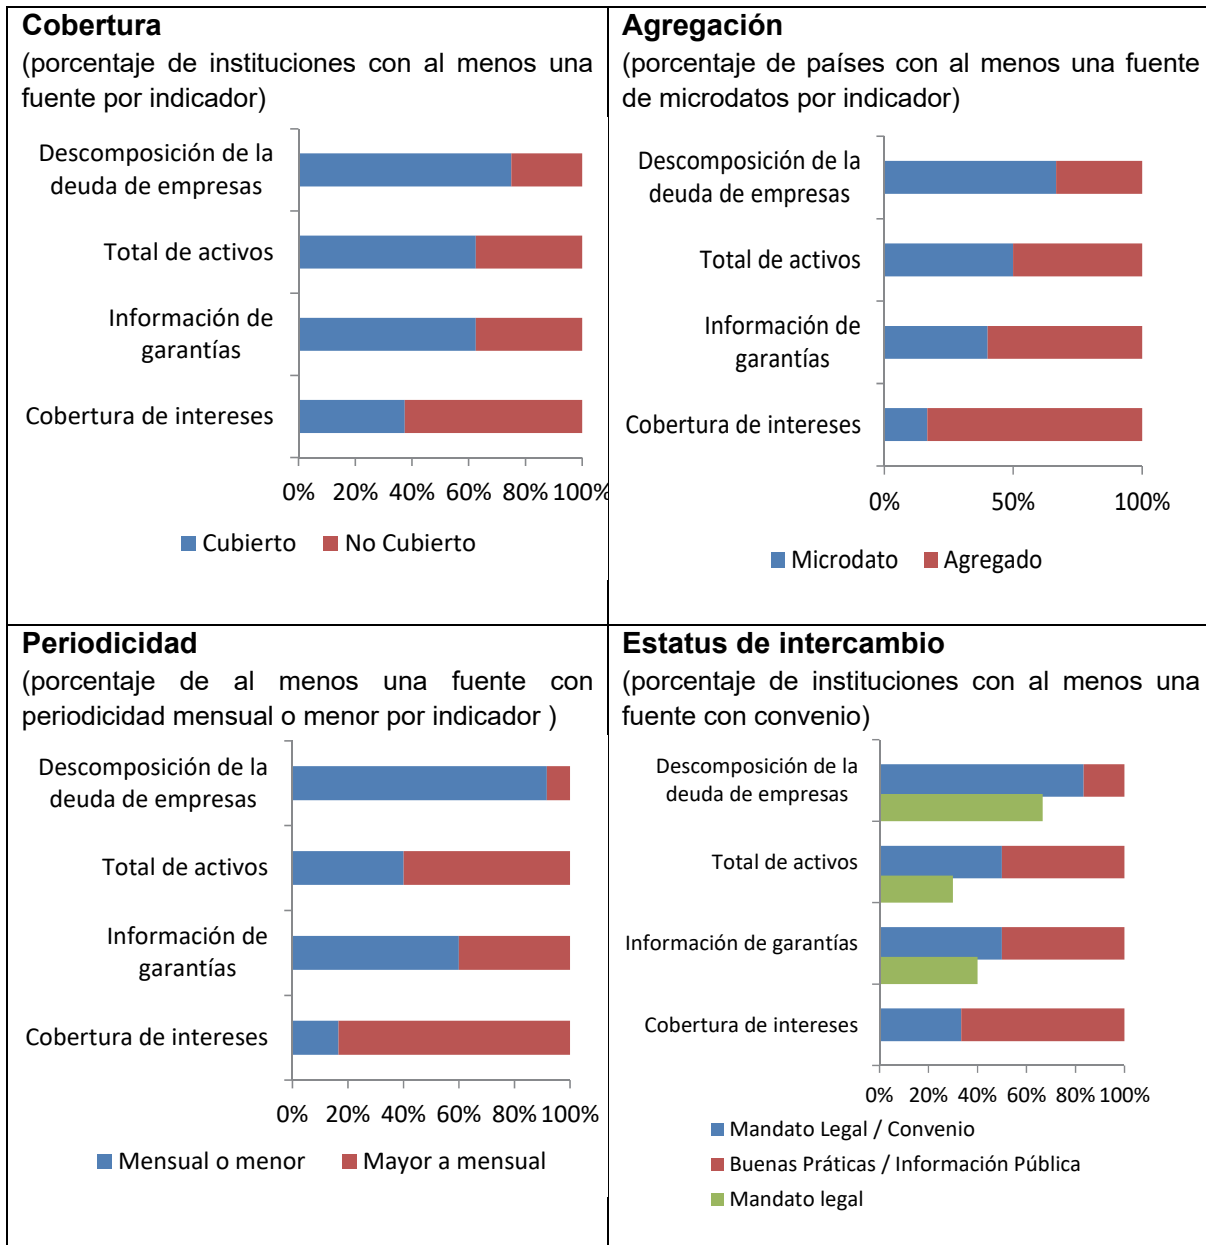 Cobertura
(porcentaje de instituciones con al menos una
fuente por indicador)
Descomposición de la
deuda de empresas
Total de activos
Información de
garantías
Cobertura de intereses
0% 20% 40% 60% 80% 100%
Cubierto No Cubierto
Agregación
(porcentaje de países con al menos una fuente
de microdatos por indicador)
Descomposición de la
deuda de empresas
Total de activos
Información de
garantías
Cobertura de intereses
0% 50% 100%
Microdato Agregado
Periodicidad
(porcentaje de al menos una fuente con
periodicidad mensual o menor por indicador )
Descomposición de la
deuda de empresas
Total de activos
Información de
garantías
Cobertura de intereses
0% 20% 40% 60% 80% 100%
Mensual o menor Mayor a mensual
Estatus de intercambio
(porcentaje de instituciones con al menos una
fuente con convenio)
Descomposición de la
deuda de empresas
Total de activos
Información de garantías
Cobertura de intereses
0% 20% 40% 60% 80% 100%
Mandato Legal / Convenio
Buenas Práticas / Información Pública
Mandato legal